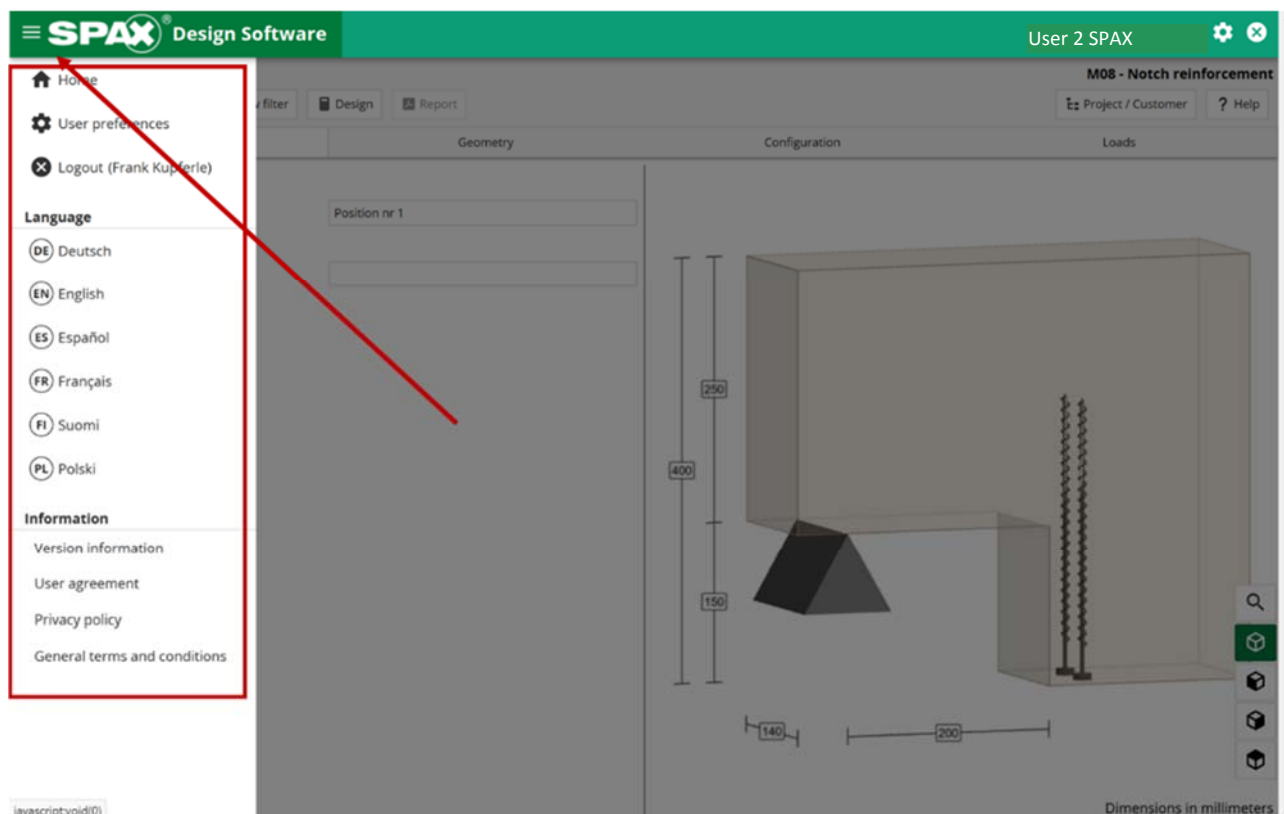 SPAX® Design Software
User 2 SPAX
Home
User preferences
Logout (Frank Kupferle)
Language
DE Deutsch
EN English
ES Español
FR Français
FI Suomi
PL Polski
Information
Version information
User agreement
Privacy policy
General terms and conditions
javascript:void(0)
M08 - Notch reinforcement
filter
Design
Report
Project / Customer
? Help
Geometry
Configuration
Loads
Position nr 1
250
400
150
140
200
Dimensions in millimeters